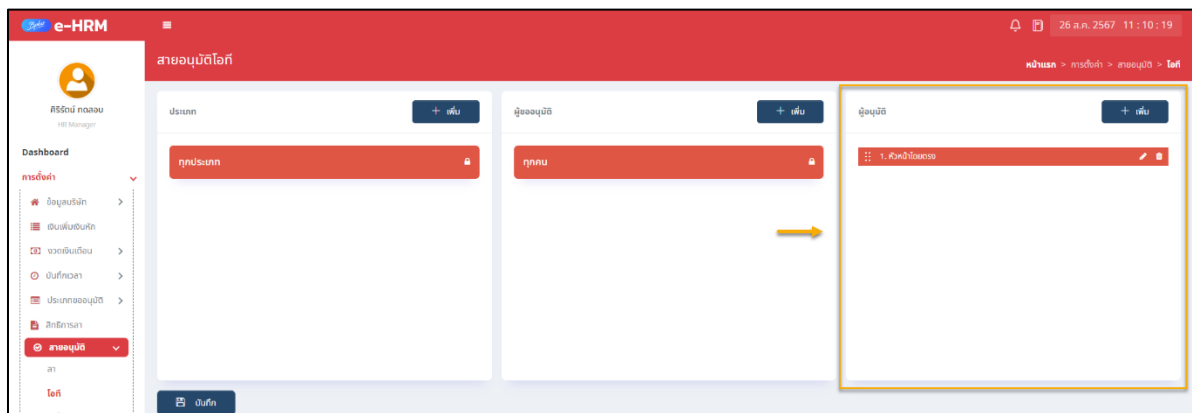 Byte e-HRM
26 ส.ค. 2567 11 : 10 : 19
สายอนุมัติโอที
หน้าแรก > การตั้งค่า > สายอนุมัติ > โอที
ศิริรัตน์ ทดสอบ
HR Manager
Dashboard
การตั้งค่า
ข้อมูลบริษัท
เงินเพิ่มเงินหัก
งวดเงินเดือน
บันทึกเวลา
ประเภทขออนุมัติ
สิทธิการลา
สายอนุมัติ
ลา
โอที
ประเภท
+ เพิ่ม
ทุกประเภท
ผู้ขออนุมัติ
+ เพิ่ม
ทุกคน
ผู้อนุมัติ
+ เพิ่ม
1. หัวหน้าโดยตรง
บันทึก